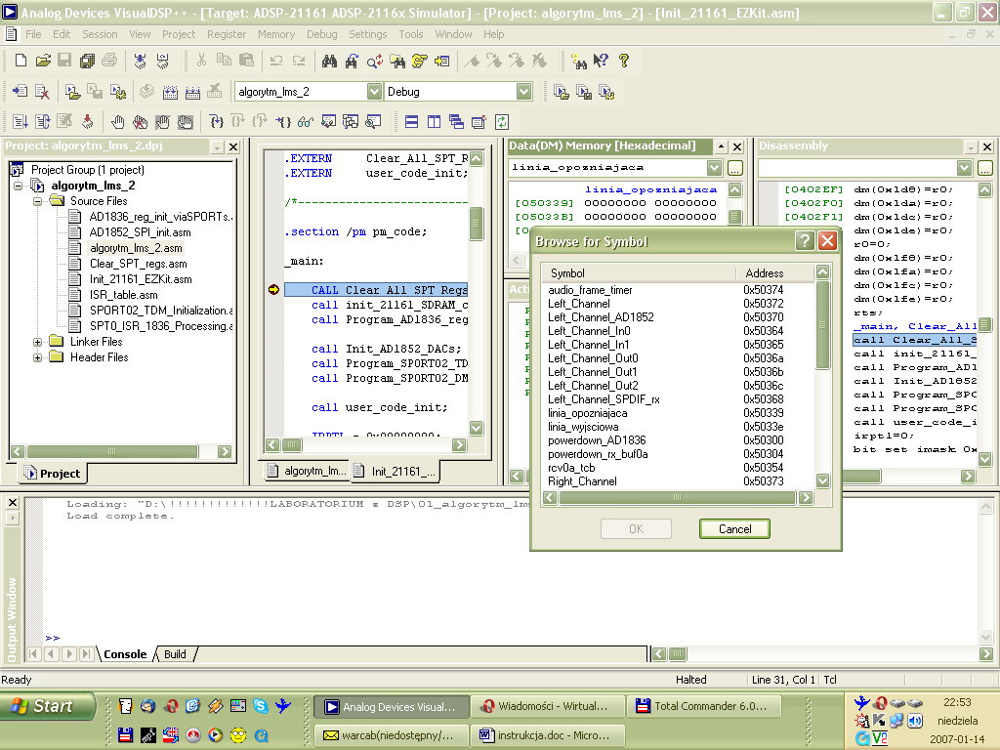 Analog Devices VisualDSP++ - [Target: ADSP-21161 ADSP-2116x Simulator] - [Project: algorytm_lms_2] - [Init_21161_EZKit.asm]
File Edit Session View Project Register Memory Debug Settings Tools Window Help
algorytm_lms_2 Debug
Project: algorytm_lms_2.dpj
Project Group (1 project)
algorytm_lms_2
Source Files
AD1836_reg_init_viaSPORTs.
AD1852_SPI_init.asm
algorytm_lms_2.asm
Clear_SPT_regs.asm
Init_21161_EZKit.asm
ISR_table.asm
SPORT02_TDM_Initialization.a
SPT0_ISR_1836_Processing.a
Linker Files
Header Files
Project
.EXTERN Clear_All_SPT_R
.EXTERN user_code_init;
/*-----------------------
.section /pm pm_code;
_main:
CALL Clear_All_SPT_Regs
call init_21161_SDRAM_c
call Program_AD1836_reg
call Init_AD1852_DACs;
call Program_SPORT02_TD
call Program_SPORT02_DM
call user_code_init;
IRPTL = 0x00000000;
algorytm_lm...
Init_21161_...
Data(DM) Memory [Hexadecimal]
linia_opozniajaca
...
linia_opozniajaca
[050339] 00000000 00000000
[05033B] 00000000 00000000
Disassembly
...
[0402EF] dm(0x1d8)=r0;
[0402F0] dm(0x1da)=r0;
[0402F1] dm(0x1dc)=r0;
dm(0x1de)=r0;
r0=0;
dm(0x1f8)=r0;
dm(0x1fa)=r0;
dm(0x1fc)=r0;
dm(0x1fe)=r0;
rts;
_main, Clear_All
call Clear_All_S
call init_21161_
call Program_AD1
call Init_AD1852
call Program_SPO
call Program_SPO
call user_code_i
irptl=0;
bit set imask 0x
Browse for Symbol
Symbol Address
audio_frame_timer 0x50374
Left_Channel 0x50372
Left_Channel_AD1852 0x50370
Left_Channel_In0 0x50364
Left_Channel_In1 0x50365
Left_Channel_Out0 0x5036a
Left_Channel_Out1 0x5036b
Left_Channel_Out2 0x5036c
Left_Channel_SPDIF_rx 0x50368
linia_opozniajaca 0x50339
linia_wyjsciowa 0x5033e
powerdown_AD1836 0x50300
powerdown_rx_buf0a 0x50304
rcv0a_tcb 0x50354
Right_Channel 0x50373
OK Cancel
Loading: "D:\!!!!!!!!!!!!!LABORATORIUM z DSP\01_algorytm_lms
Load complete.
>>
Output Window
Console Build
Ready Halted Line 31, Col 1 Tcl
Start
Analog Devices Visual...
Wiadomości - Wirtual...
Total Commander 6.0...
warcab(niedostępny/...
instrukcja.doc - Micro...
22:53
niedziela
2007-01-14